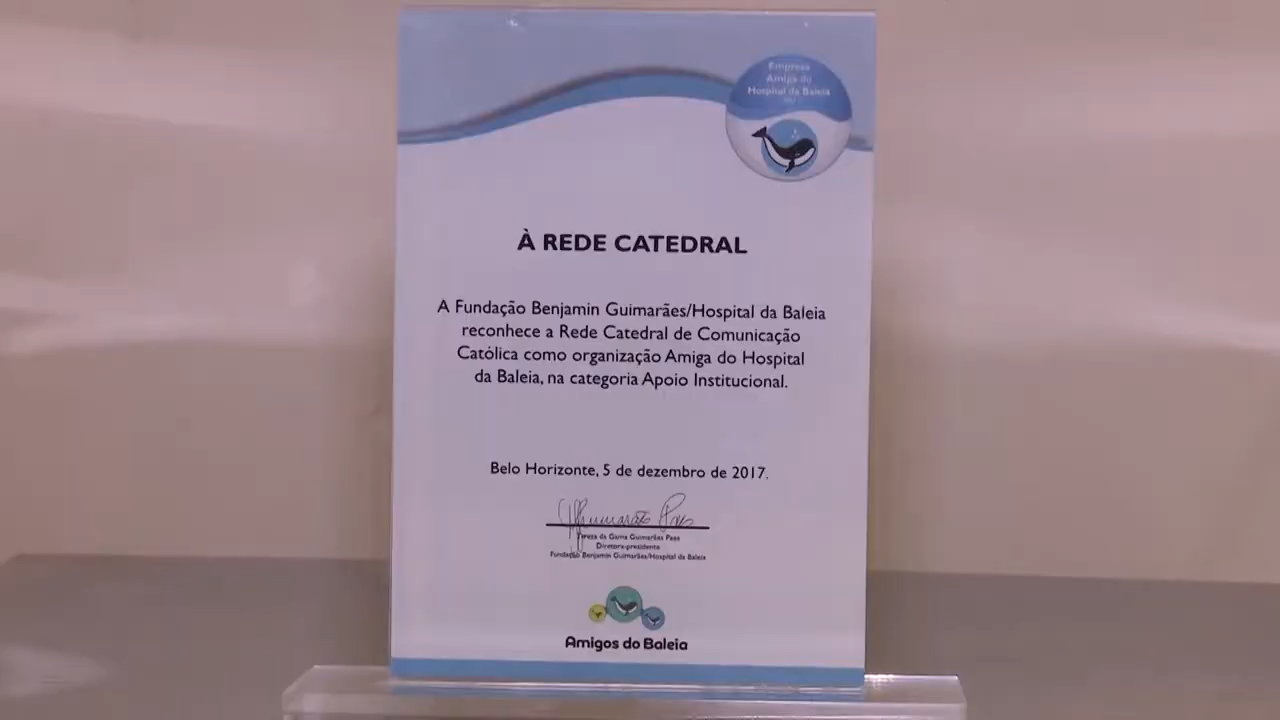 Empresa
Amiga do
Hospital da Baleia
À REDE CATEDRAL
A Fundação Benjamin Guimarães/Hospital da Baleia
reconhece a Rede Catedral de Comunicação
Católica como organização Amiga do Hospital
da Baleia, na categoria Apoio Institucional.
Belo Horizonte, 5 de dezembro de 2017.
Tereza da Gama Guimarães Paes
Diretora-presidente
Fundação Benjamin Guimarães/Hospital da Baleia
Amigos do Baleia